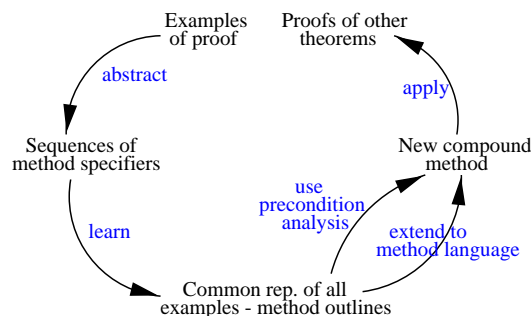 Examples
of proof
Proofs of other
theorems
abstract
apply
Sequences of
method specifiers
New compound
method
use
precondition
analysis
learn
extend to
method language
Common rep. of all
examples - method outlines